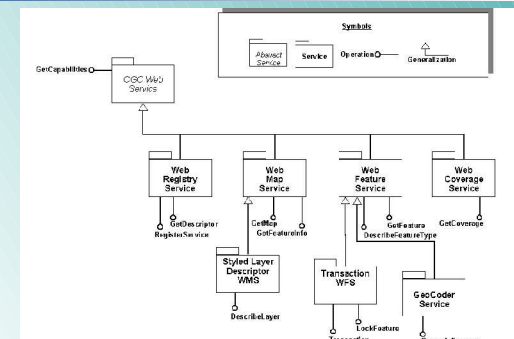 Symbols
Abstract
Service
Service
Operation
Generalization
GetCapabilities
OGC Web
Service
Web
Registry
Service
Web
Map
Service
Web
Feature
Service
Web
Coverage
Service
GetDescriptor
RegisterService
GetMap
GetFeatureInfo
GetFeature
DescribeFeatureType
GetCoverage
Styled Layer
Descriptor
WMS
Transaction
WFS
GeoCoder
Service
DescribeLayer
LockFeature
Transaction